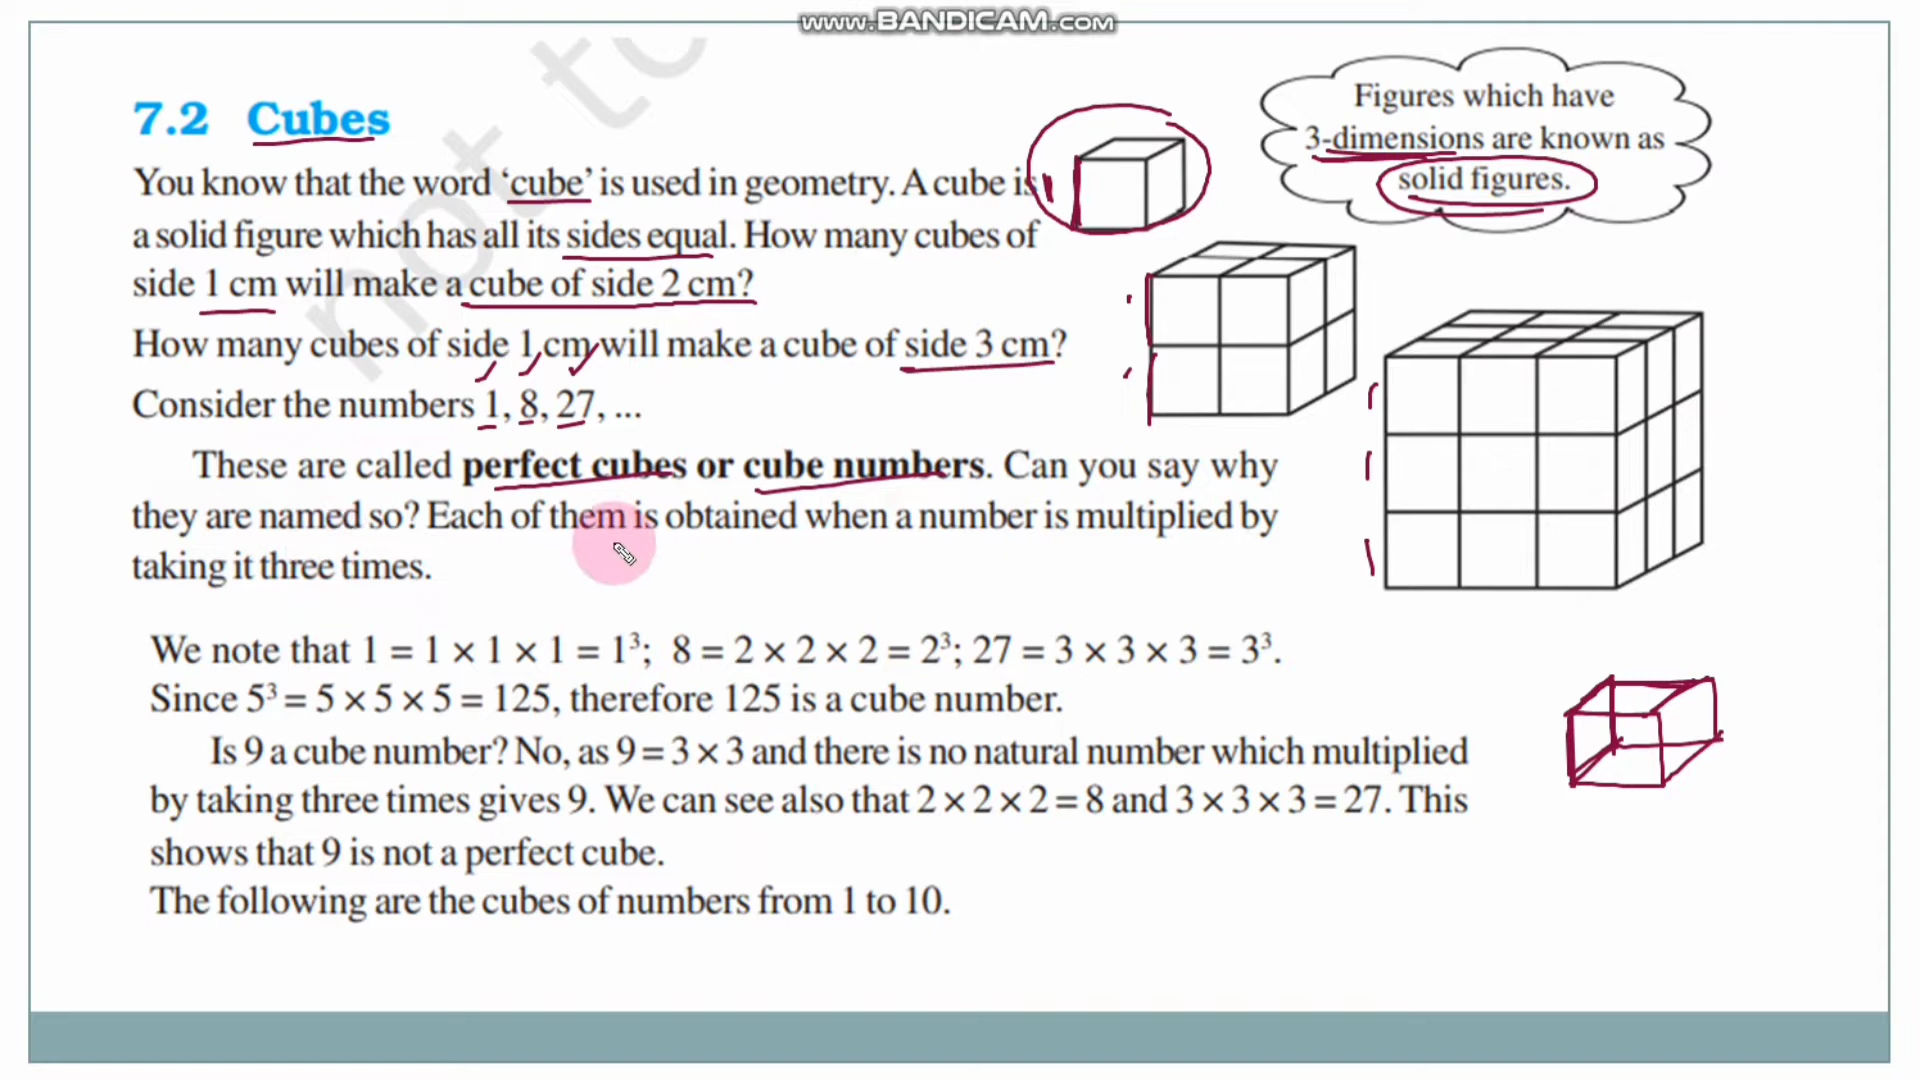 www.BANDICAM.com
not to
7.2 Cubes
Figures which have
3-dimensions are known as
solid figures.
You know that the word ‘cube’ is used in geometry. A cube is
a solid figure which has all its sides equal. How many cubes of
side 1 cm will make a cube of side 2 cm?
How many cubes of side 1 cm will make a cube of side 3 cm?
Consider the numbers 1, 8, 27, ...
These are called perfect cubes or cube numbers. Can you say why
they are named so? Each of them is obtained when a number is multiplied by
taking it three times.
We note that 1 = 1 × 1 × 1 = 1³; 8 = 2 × 2 × 2 = 2³; 27 = 3 × 3 × 3 = 3³.
Since 5³ = 5 × 5 × 5 = 125, therefore 125 is a cube number.
Is 9 a cube number? No, as 9 = 3 × 3 and there is no natural number which multiplied
by taking three times gives 9. We can see also that 2 × 2 × 2 = 8 and 3 × 3 × 3 = 27. This
shows that 9 is not a perfect cube.
The following are the cubes of numbers from 1 to 10.